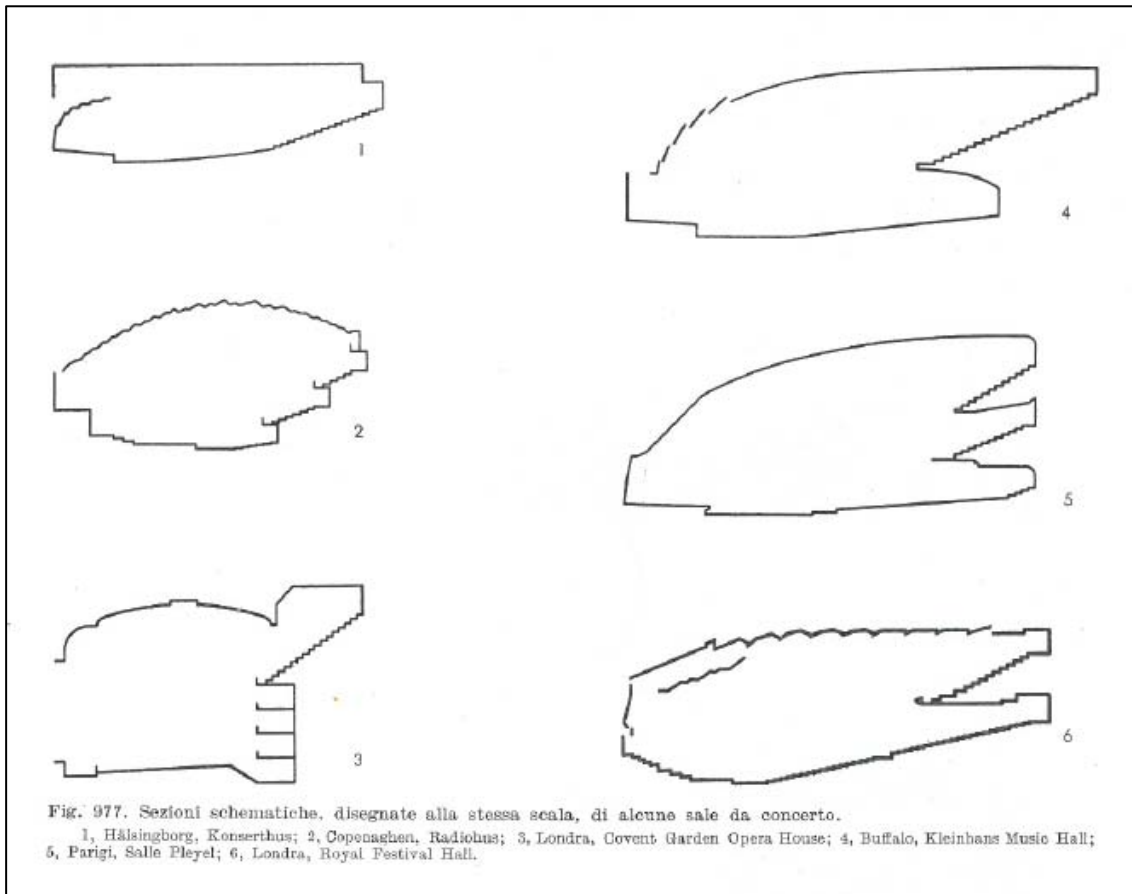 1
4
2
5
3
6
Fig. 977. Sezioni schematiche, disegnate alla stessa scala, di alcune sale da concerto.
1, Hälsingborg, Konserthus; 2, Copenaghen, Radiohus; 3, Londra, Covent Garden Opera House; 4, Buffalo, Kleinhans Music Hall;
5, Parigi, Salle Pleyel; 6, Londra, Royal Festival Hall.